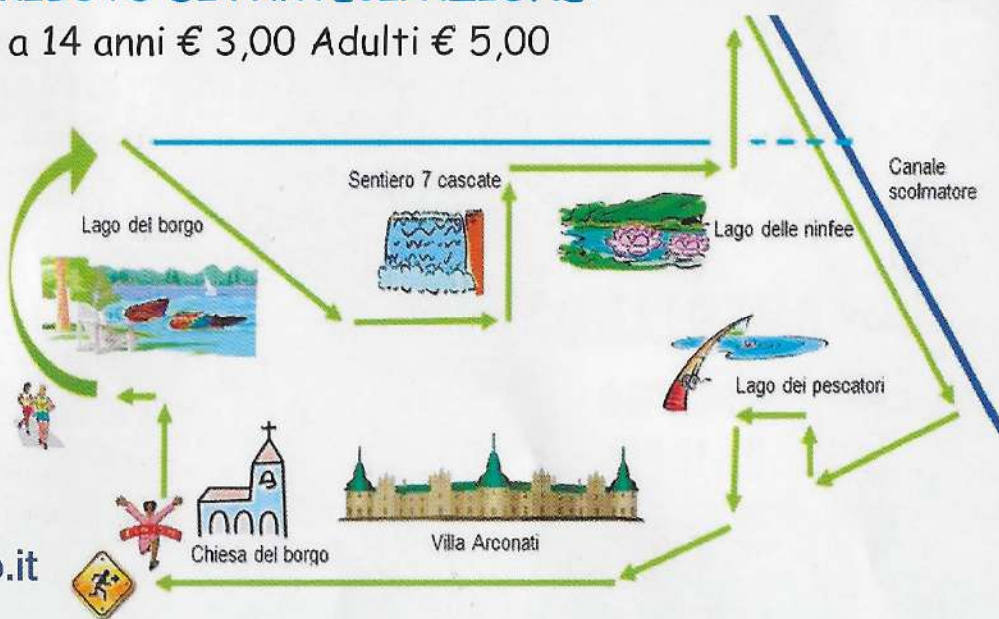 a 14 anni € 3,00 Adulti € 5,00
Canale
scolmatore
Sentiero 7 cascate
Lago del borgo
Lago delle ninfee
Lago dei pescatori
Villa Arconati
Chiesa del borgo
o.it